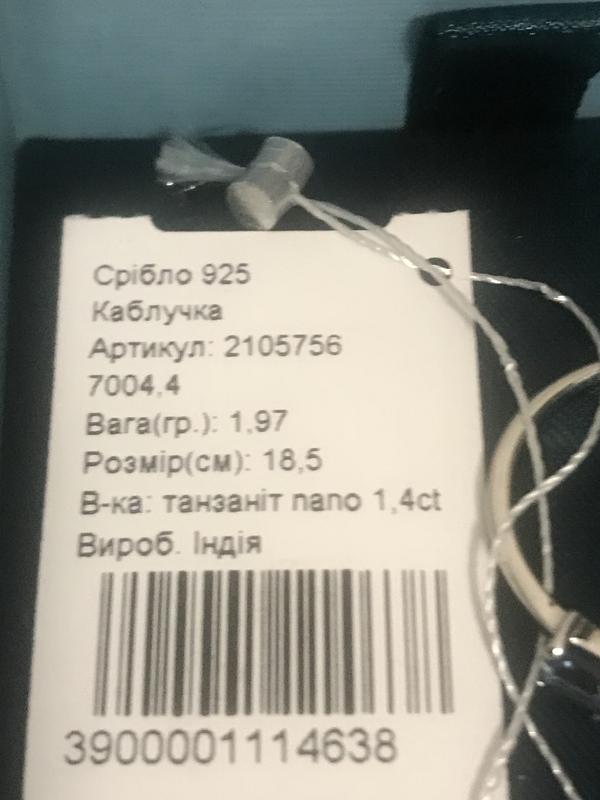 Срібло 925
Каблучка
Артикул: 2105756
7004,4
Вага(гр.): 1,97
Розмір(см): 18,5
В-ка: танзаніт nano 1,4ct
Вироб. Індія
3900001114638